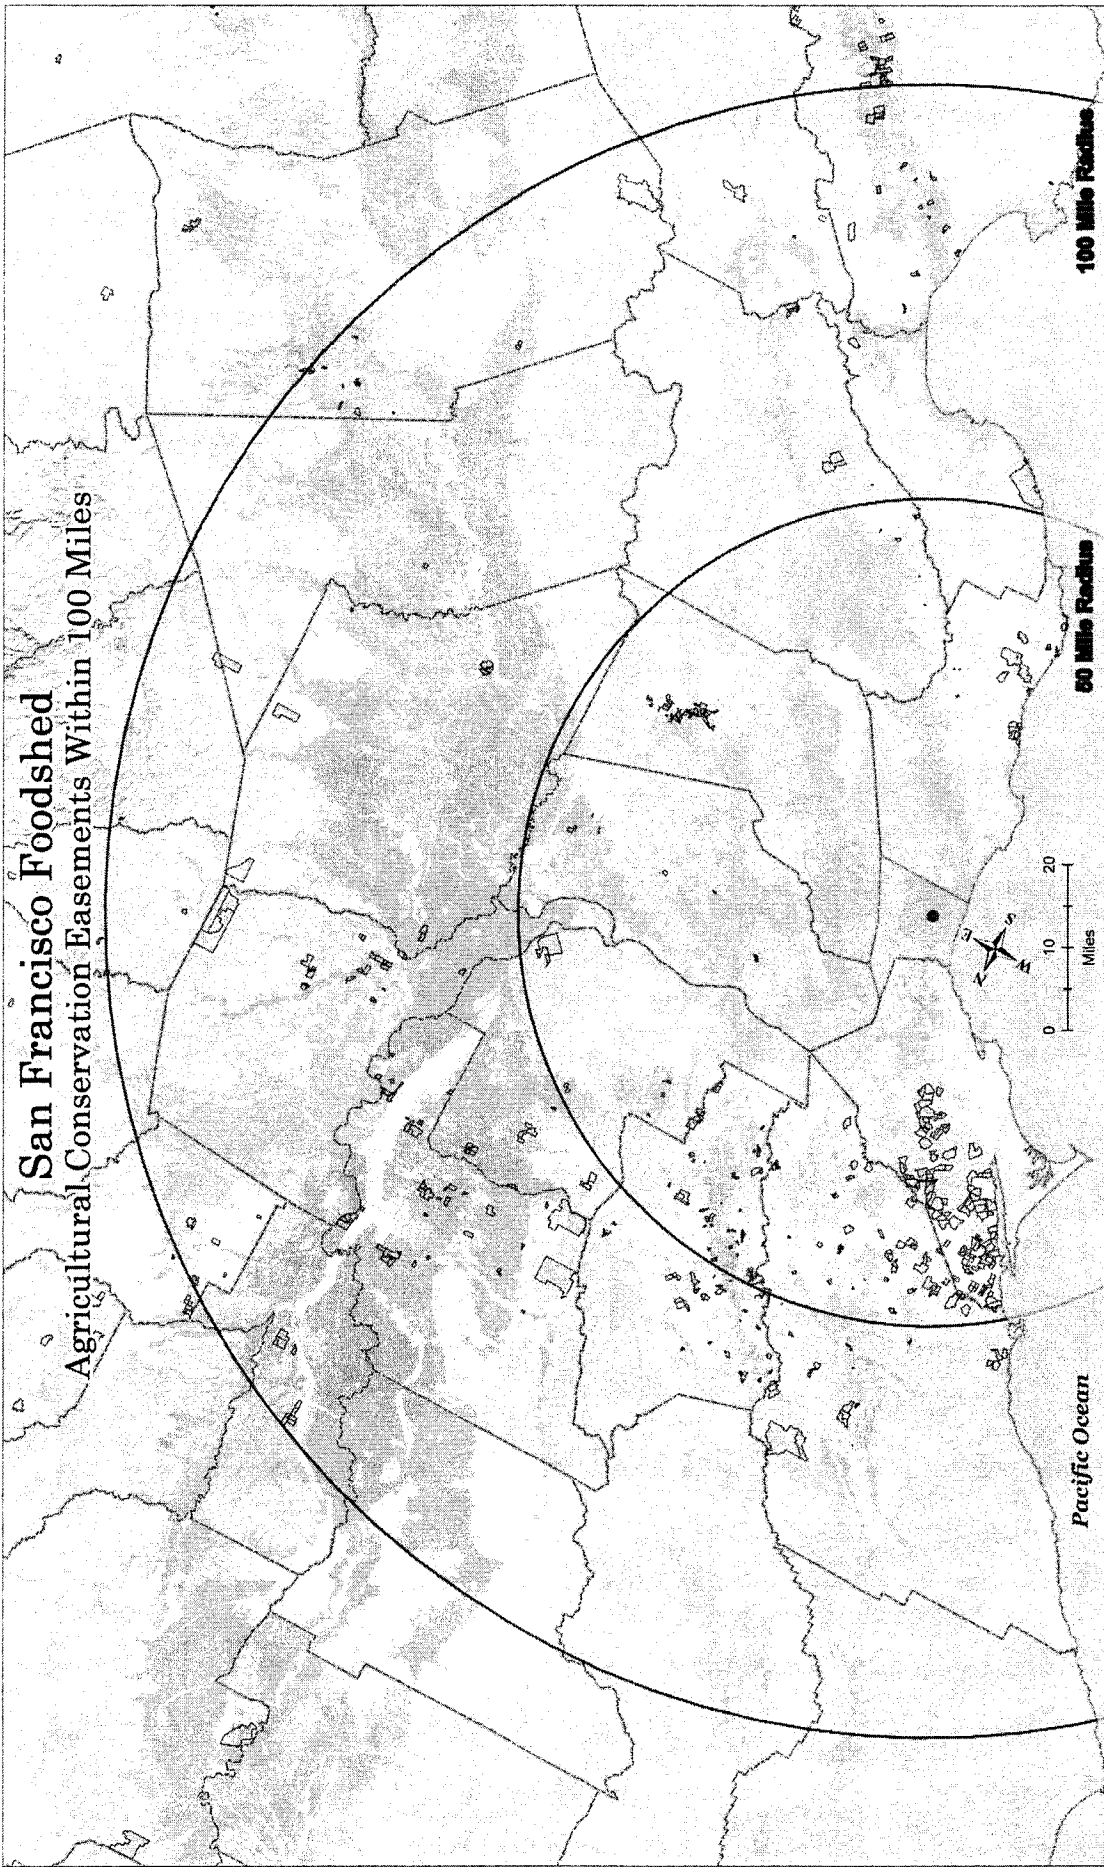 San Francisco Foodshed
Agricultural Conservation Easements Within 100 Miles
100 Mile Radius
50 Mile Radius
Pacific Ocean
N
E
S
W
0 10 20
Miles